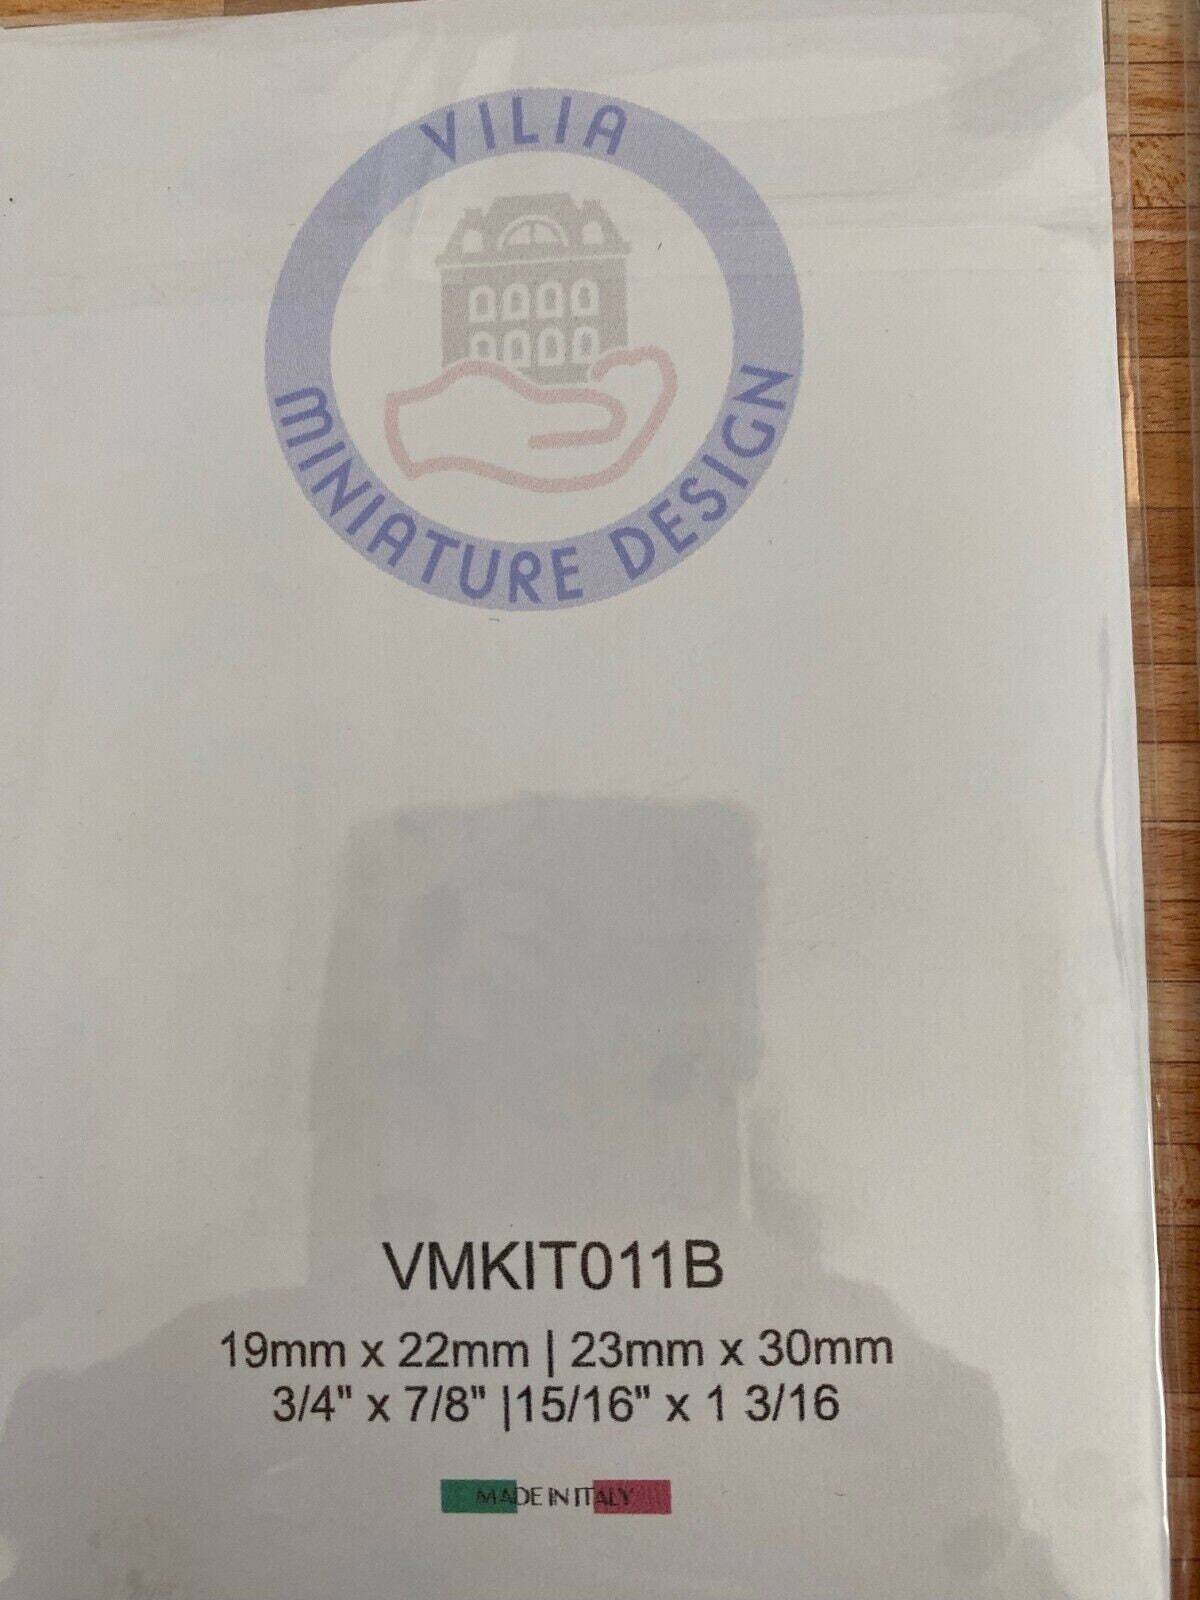 VILIA
MINIATURE DESIGN
VMKIT011B
19mm x 22mm | 23mm x 30mm
3/4" x 7/8" |15/16" x 1 3/16
MADE IN ITALY